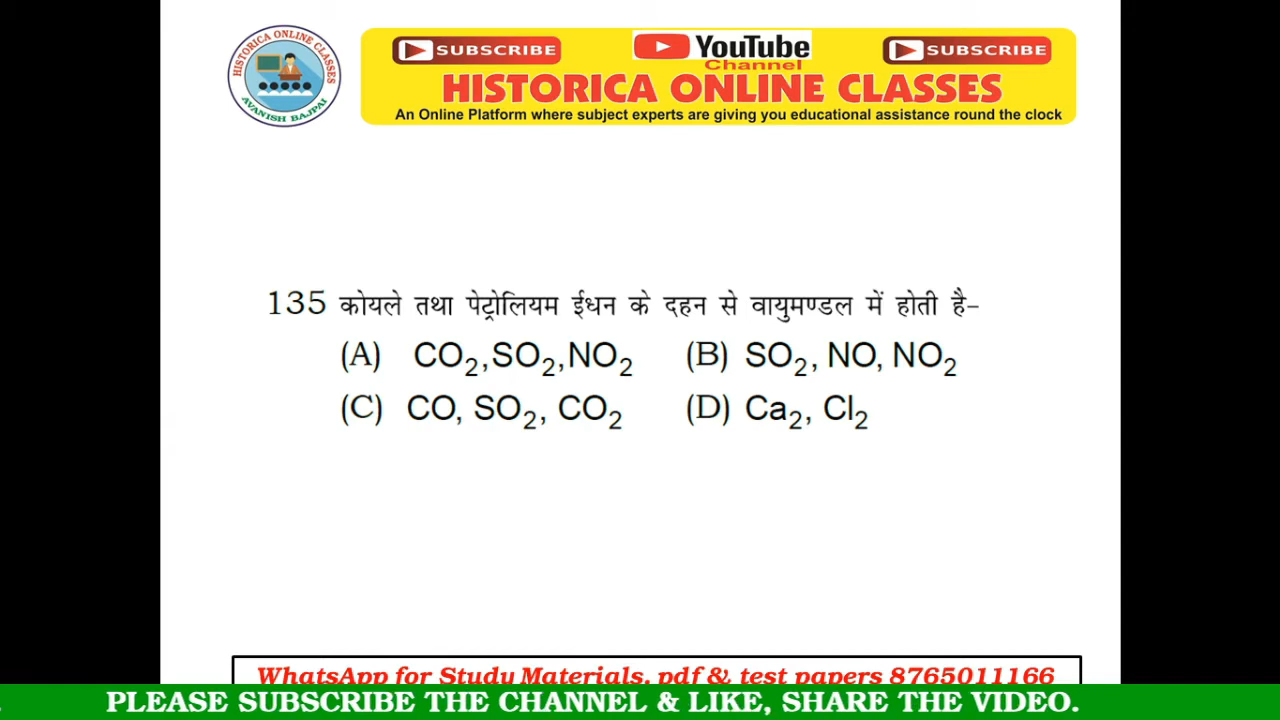 HISTORICA ONLINE CLASSES
AVANISH BAJPAI
SUBSCRIBE YouTube SUBSCRIBE
Channel
HISTORICA ONLINE CLASSES
An Online Platform where subject experts are giving you educational assistance round the clock
135 कोयले तथा पेट्रोलियम ईधन के दहन से वायुमण्डल में होती है-
(A) CO₂,SO₂,NO₂ (B) SO₂, NO, NO₂
(C) CO, SO₂, CO₂ (D) Ca₂, Cl₂
WhatsApp for Study Materials, pdf & test papers 8765011166
PLEASE SUBSCRIBE THE CHANNEL & LIKE, SHARE THE VIDEO.